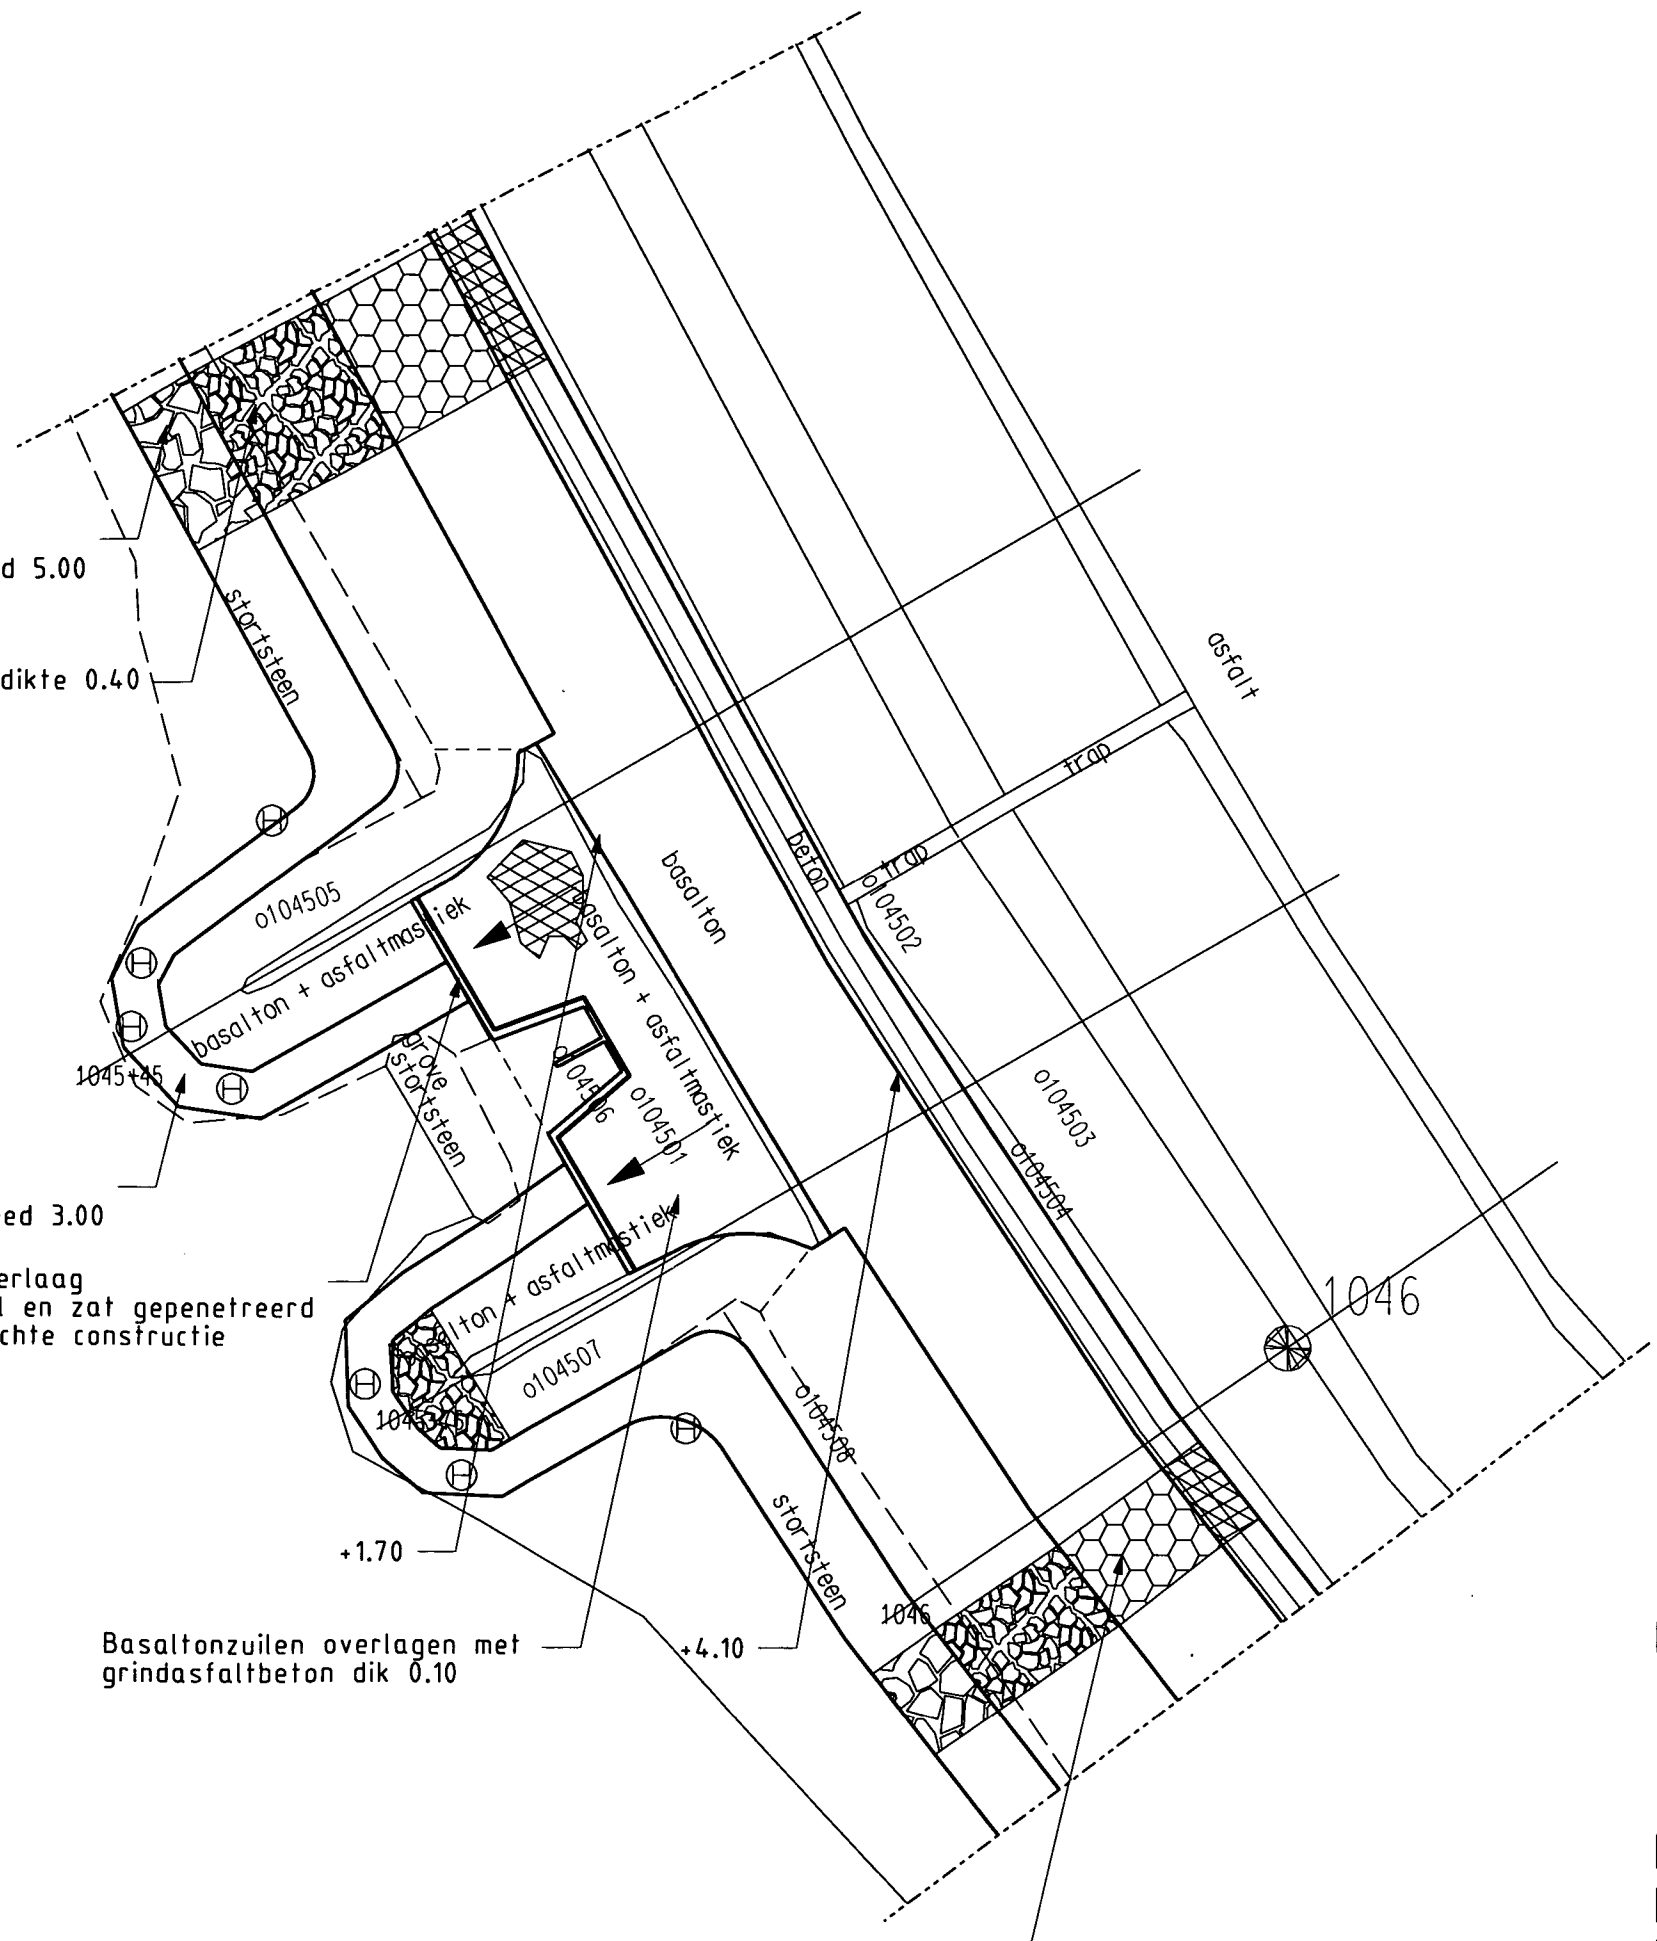 d 5.00
stortsteen
dikte 0.40
asfalt
trap
trap
beton
basalton
o104502
o104505
basalton + asfaltmastiek
basalton + asfaltmastiek
grove
stortsteen
1045+45
o104506
o104501
o104503
o104504
ed 3.00
erlaag
l en zat gepenetreerd
chte constructie
lton + asfaltmastiek
1046
o104507
o104508
stortsteen
+1.70
1046
+4.10
Basaltonzuilen overlagen met
grindasfaltbeton dik 0.10